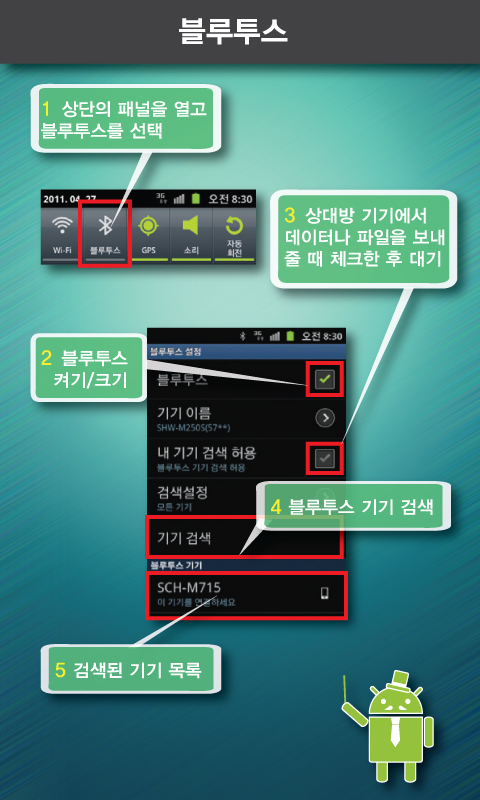 블루투스
1 상단의 패널을 열고
블루투스를 선택
2011. 04. 27
3G
오전 8:30
Wi-Fi
블루투스
GPS
소리
자동
회전
3 상대방 기기에서
데이터나 파일을 보내
줄 때 체크한 후 대기
3G
오전 8:30
블루투스 설정
2 블루투스
켜기/크기
블루투스
기기 이름
SHW-M250S(57**)
내 기기 검색 허용
블루투스 기기 검색 허용
검색설정
모든 기기
4 블루투스 기기 검색
기기 검색
블루투스 기기
SCH-M715
이 기기를 연결하세요
5 검색된 기기 목록